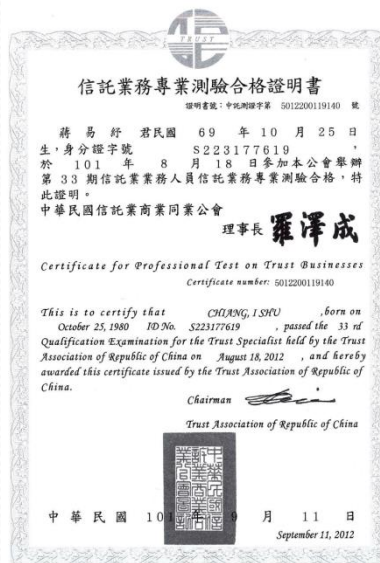 TRUST
信託業務專業測驗合格證明書
證明書號：中託測證字第 5012200119140 號
蔣易紓 君民國 69 年 10 月 25 日
生，身分證字號 S223177619 ，
於 101 年 8 月 18 日參加本公會舉辦
第 33 期信託業業務人員信託業務專業測驗合格，特
此證明。
中華民國信託業商業同業公會
理事長 羅澤成
Certificate for Professional Test on Trust Businesses
Certificate number: 5012200119140
This is to certify that CHIANG, I SHU ,born on
October 25, 1980 ID No. S223177619 , passed the 33 rd
Qualification Examination for the Trust Specialist held by the Trust
Association of Republic of China on August 18, 2012 , and hereby
awarded this certificate issued by the Trust Association of Republic of
China.
Chairman
Trust Association of Republic of China
中華民國 101 年 9 月 11 日
September 11, 2012